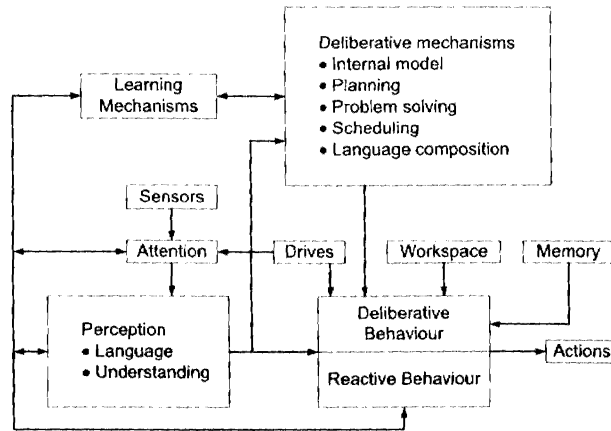 Deliberative mechanisms
• Internal model
• Planning
• Problem solving
• Scheduling
• Language composition
Learning
Mechanisms
Sensors
Attention
Drives
Workspace
Memory
Perception
• Language
• Understanding
Deliberative
Behaviour
Reactive Behaviour
Actions